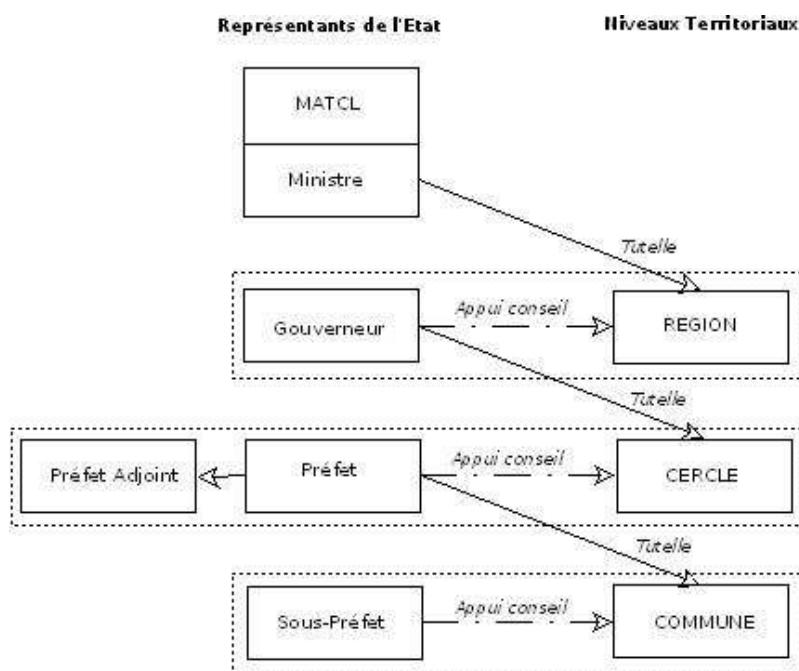 Représentants de l'Etat
Niveaux Territoriaux
MATCL
Ministre
Tutelle
Gouverneur
Appui conseil
REGION
Tutelle
Préfet Adjoint
Préfet
Appui conseil
CERCLE
Tutelle
Sous-Préfet
Appui conseil
COMMUNE